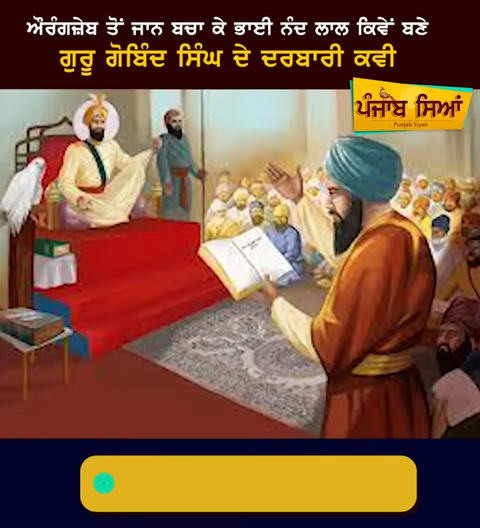 ਔਰੰਗਜ਼ੇਬ ਤੋਂ ਜਾਨ ਬਚਾ ਕੇ ਭਾਈ ਨੰਦ ਲਾਲ ਕਿਵੇਂ ਬਣੇ
ਗੁਰੂ ਗੋਬਿੰਦ ਸਿੰਘ ਦੇ ਦਰਬਾਰੀ ਕਵੀ
ਪੰਜਾਬ ਸਿਆਂ
Punjab Siyan